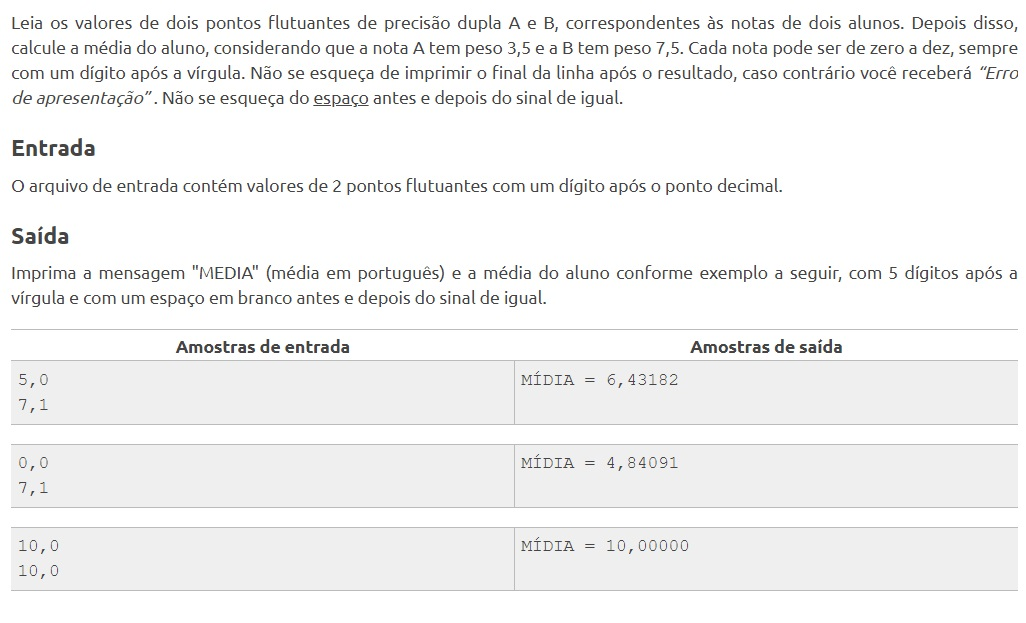 Leia os valores de dois pontos flutuantes de precisão dupla A e B, correspondentes às notas de dois alunos. Depois disso,
calcule a média do aluno, considerando que a nota A tem peso 3,5 e a B tem peso 7,5. Cada nota pode ser de zero a dez, sempre
com um dígito após a vírgula. Não se esqueça de imprimir o final da linha após o resultado, caso contrário você receberá “Erro
de apresentação” . Não se esqueça do espaço antes e depois do sinal de igual.
Entrada
O arquivo de entrada contém valores de 2 pontos flutuantes com um dígito após o ponto decimal.
Saída
Imprima a mensagem "MEDIA" (média em português) e a média do aluno conforme exemplo a seguir, com 5 dígitos após a
vírgula e com um espaço em branco antes e depois do sinal de igual.
Amostras de entrada Amostras de saída
5,0 MÍDIA = 6,43182
7,1
0,0 MÍDIA = 4,84091
7,1
10,0 MÍDIA = 10,00000
10,0